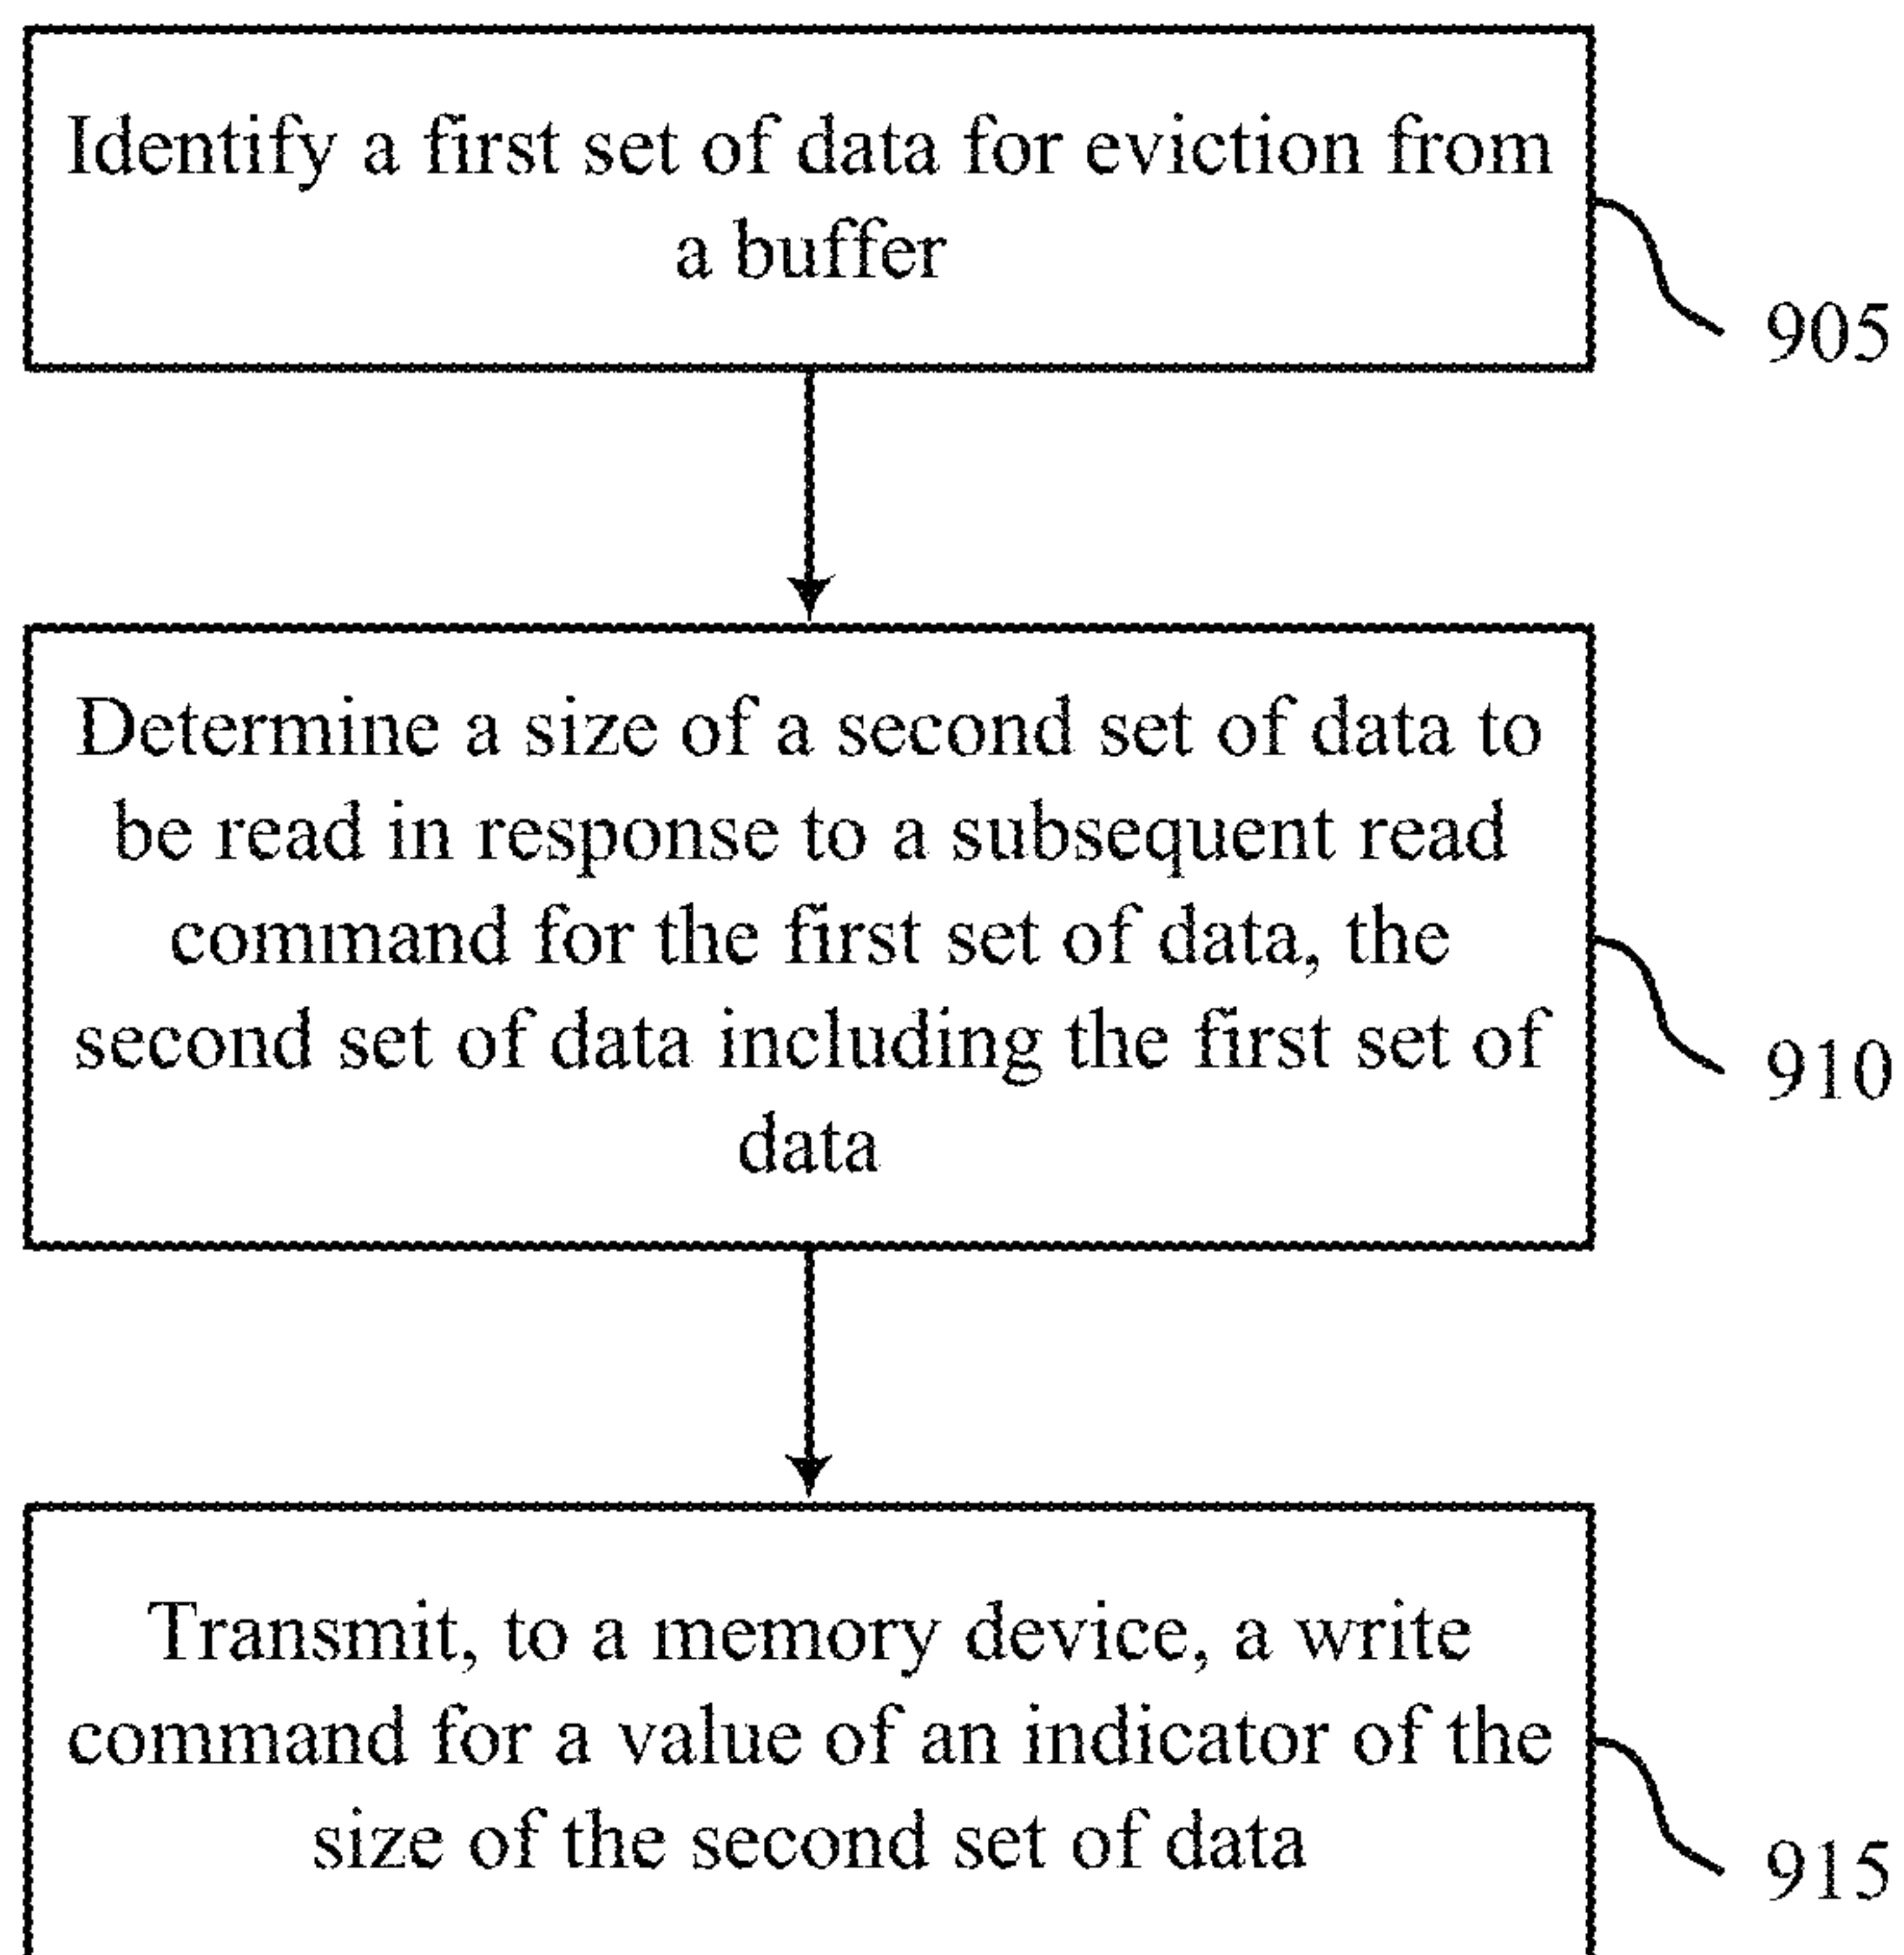 Identify a first set of data for eviction from
a buffer
905
Determine a size of a second set of data to
be read in response to a subsequent read
command for the first set of data, the
second set of data including the first set of
data
910
Transmit, to a memory device, a write
command for a value of an indicator of the
size of the second set of data
915